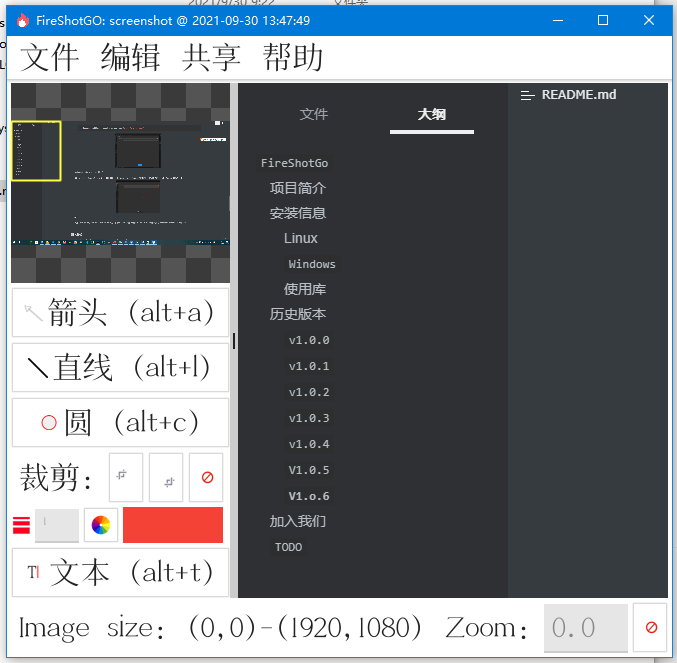 FireShotGO: screenshot @ 2021-09-30 13:47:49
文件 编辑 共享 帮助
箭头 (alt+a)
直线 (alt+l)
圆 (alt+c)
裁剪:
T 文本 (alt+t)
文件 大纲
FireShotGo
项目简介
安装信息
Linux
Windows
使用库
历史版本
v1.0.0
v1.0.1
v1.0.2
v1.0.3
v1.0.4
V1.0.5
V1.o.6
加入我们
TODO
README.md
Image size: (0,0)-(1920,1080) Zoom: 0.0